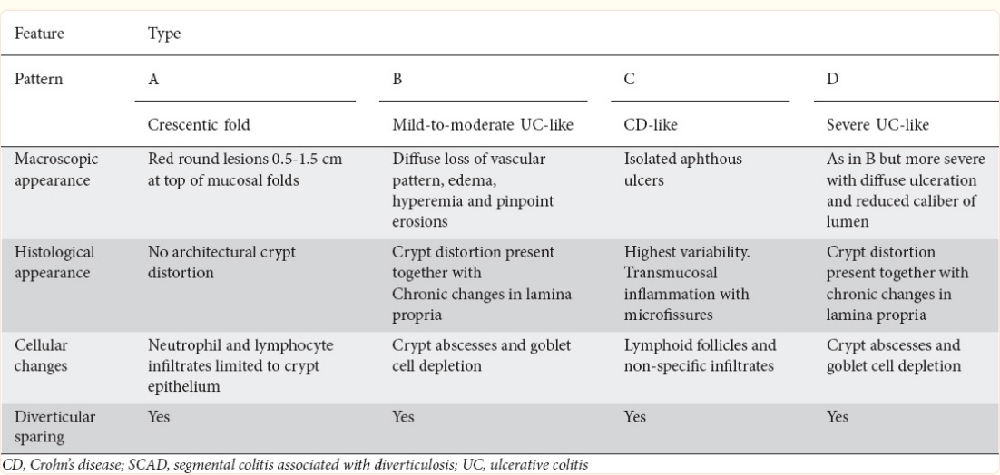 Feature Type
Pattern A B C D
Crescentic fold Mild-to-moderate UC-like CD-like Severe UC-like
Macroscopic Red round lesions 0.5-1.5 cm Diffuse loss of vascular Isolated aphthous As in B but more severe
appearance at top of mucosal folds pattern, edema, ulcers with diffuse ulceration
hyperemia and pinpoint and reduced caliber of
erosions lumen
Histological No architectural crypt Crypt distortion present Highest variability. Crypt distortion
appearance distortion together with Transmucosal present together with
Chronic changes in lamina inflammation with chronic changes in
propria microfissures lamina propria
Cellular Neutrophil and lymphocyte Crypt abscesses and goblet Lymphoid follicles and Crypt abscesses and
changes infiltrates limited to crypt cell depletion non-specific infiltrates goblet cell depletion
epithelium
Diverticular Yes Yes Yes Yes
sparing
CD, Crohn's disease; SCAD, segmental colitis associated with diverticulosis; UC, ulcerative colitis